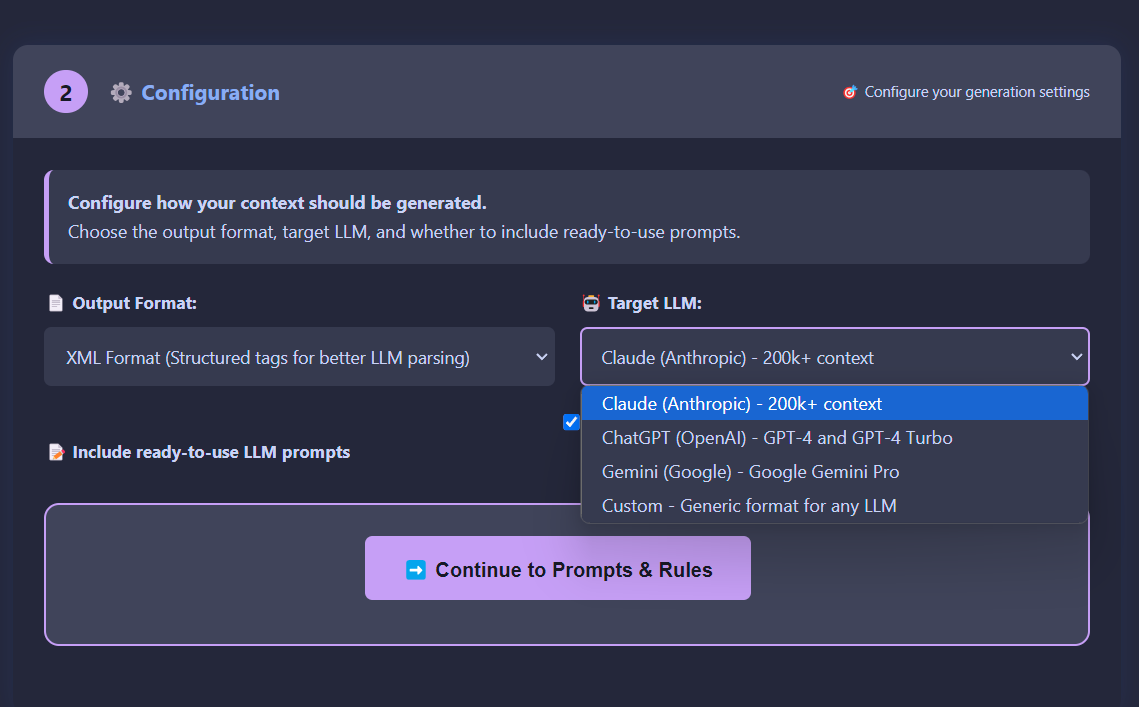 2
Configuration
Configure your generation settings
Configure how your context should be generated.
Choose the output format, target LLM, and whether to include ready-to-use prompts.
Output Format:
XML Format (Structured tags for better LLM parsing)
Target LLM:
Claude (Anthropic) - 200k+ context
Claude (Anthropic) - 200k+ context
ChatGPT (OpenAI) - GPT-4 and GPT-4 Turbo
Gemini (Google) - Google Gemini Pro
Custom - Generic format for any LLM
Include ready-to-use LLM prompts
Continue to Prompts & Rules